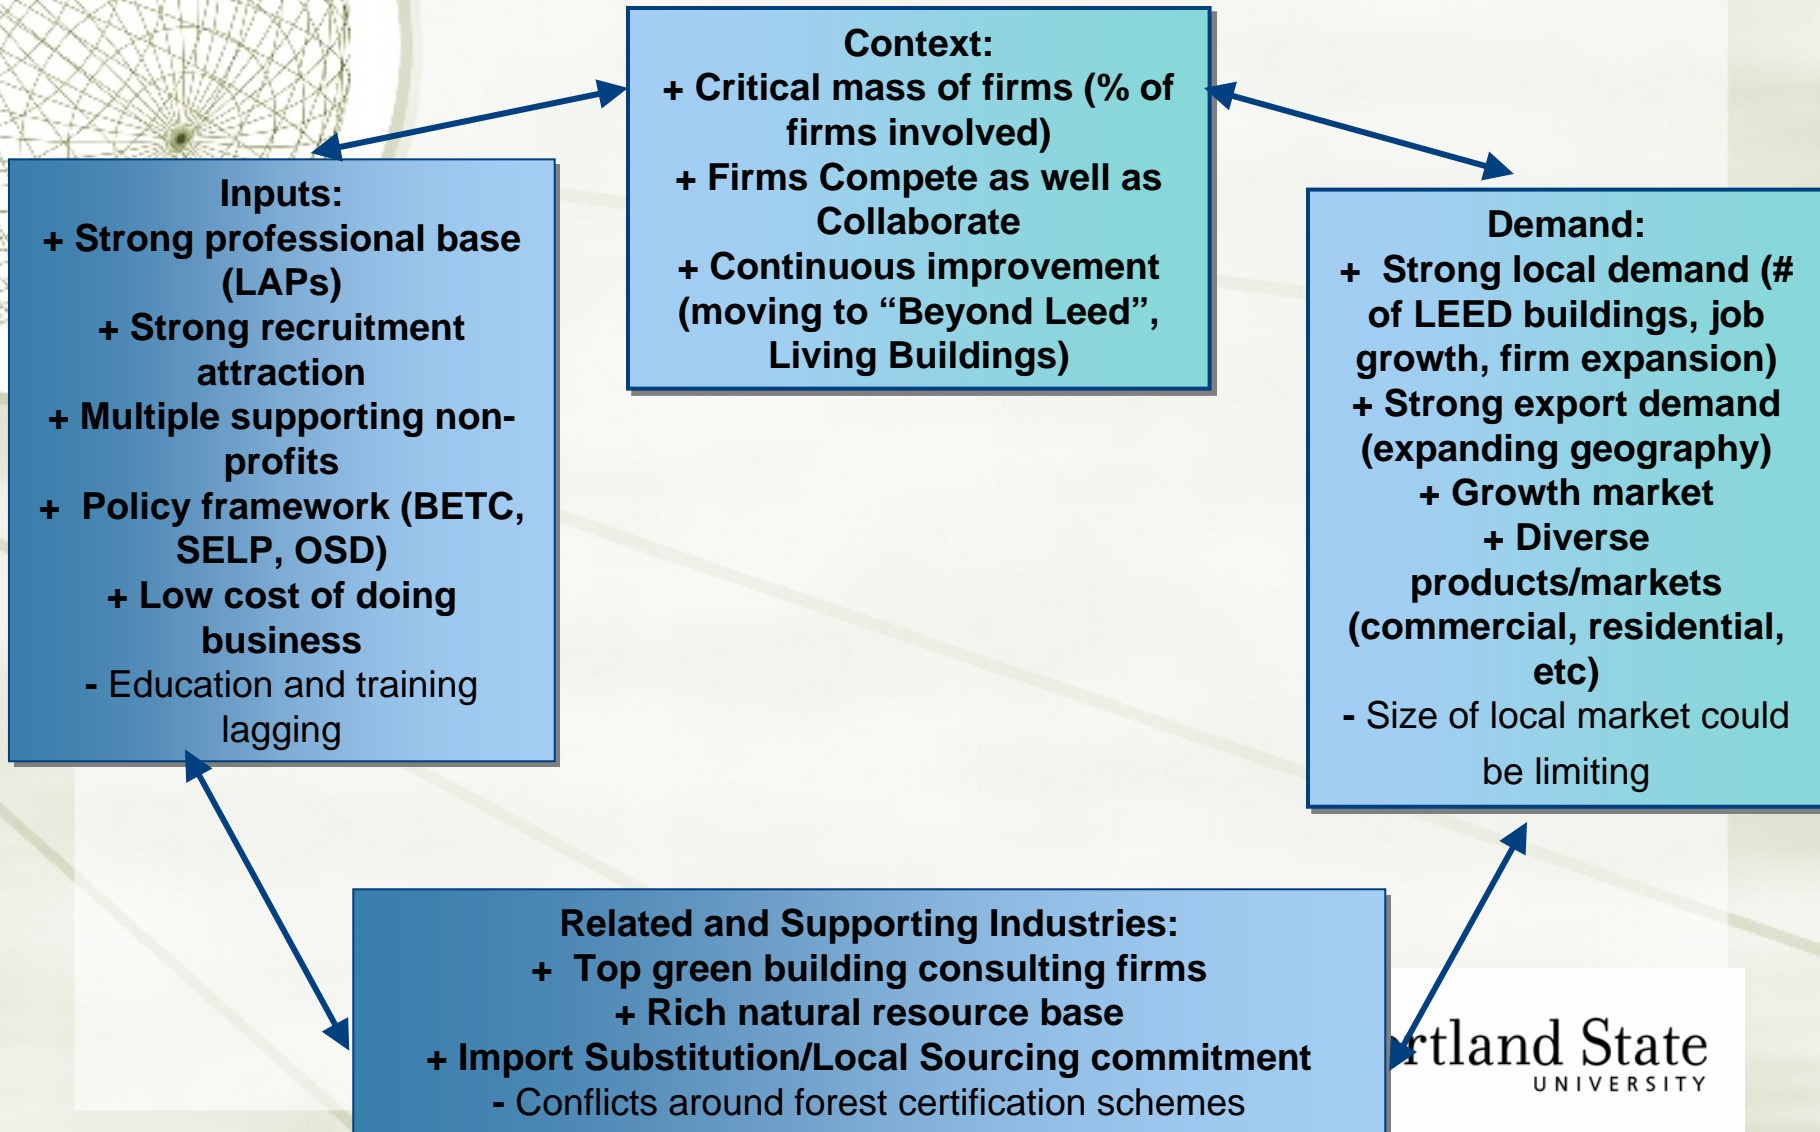 Context:
+ Critical mass of firms (% of
firms involved)
+ Firms Compete as well as
Collaborate
+ Continuous improvement
(moving to “Beyond Leed”,
Living Buildings)
Inputs:
+ Strong professional base
(LAPs)
+ Strong recruitment
attraction
+ Multiple supporting non-
profits
+ Policy framework (BETC,
SELP, OSD)
+ Low cost of doing
business
- Education and training
lagging
Demand:
+ Strong local demand (#
of LEED buildings, job
growth, firm expansion)
+ Strong export demand
(expanding geography)
+ Growth market
+ Diverse
products/markets
(commercial, residential,
etc)
- Size of local market could
be limiting
Related and Supporting Industries:
+ Top green building consulting firms
+ Rich natural resource base
+ Import Substitution/Local Sourcing commitment
- Conflicts around forest certification schemes
rtland State
UNIVERSITY